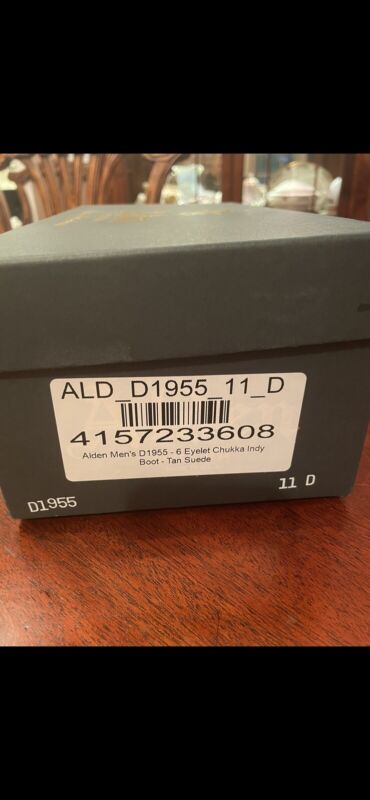 ALD_D1955_11_D
4157233608
Alden Men's D1955 - 6 Eyelet Chukka Indy
Boot - Tan Suede
D1955
11 D